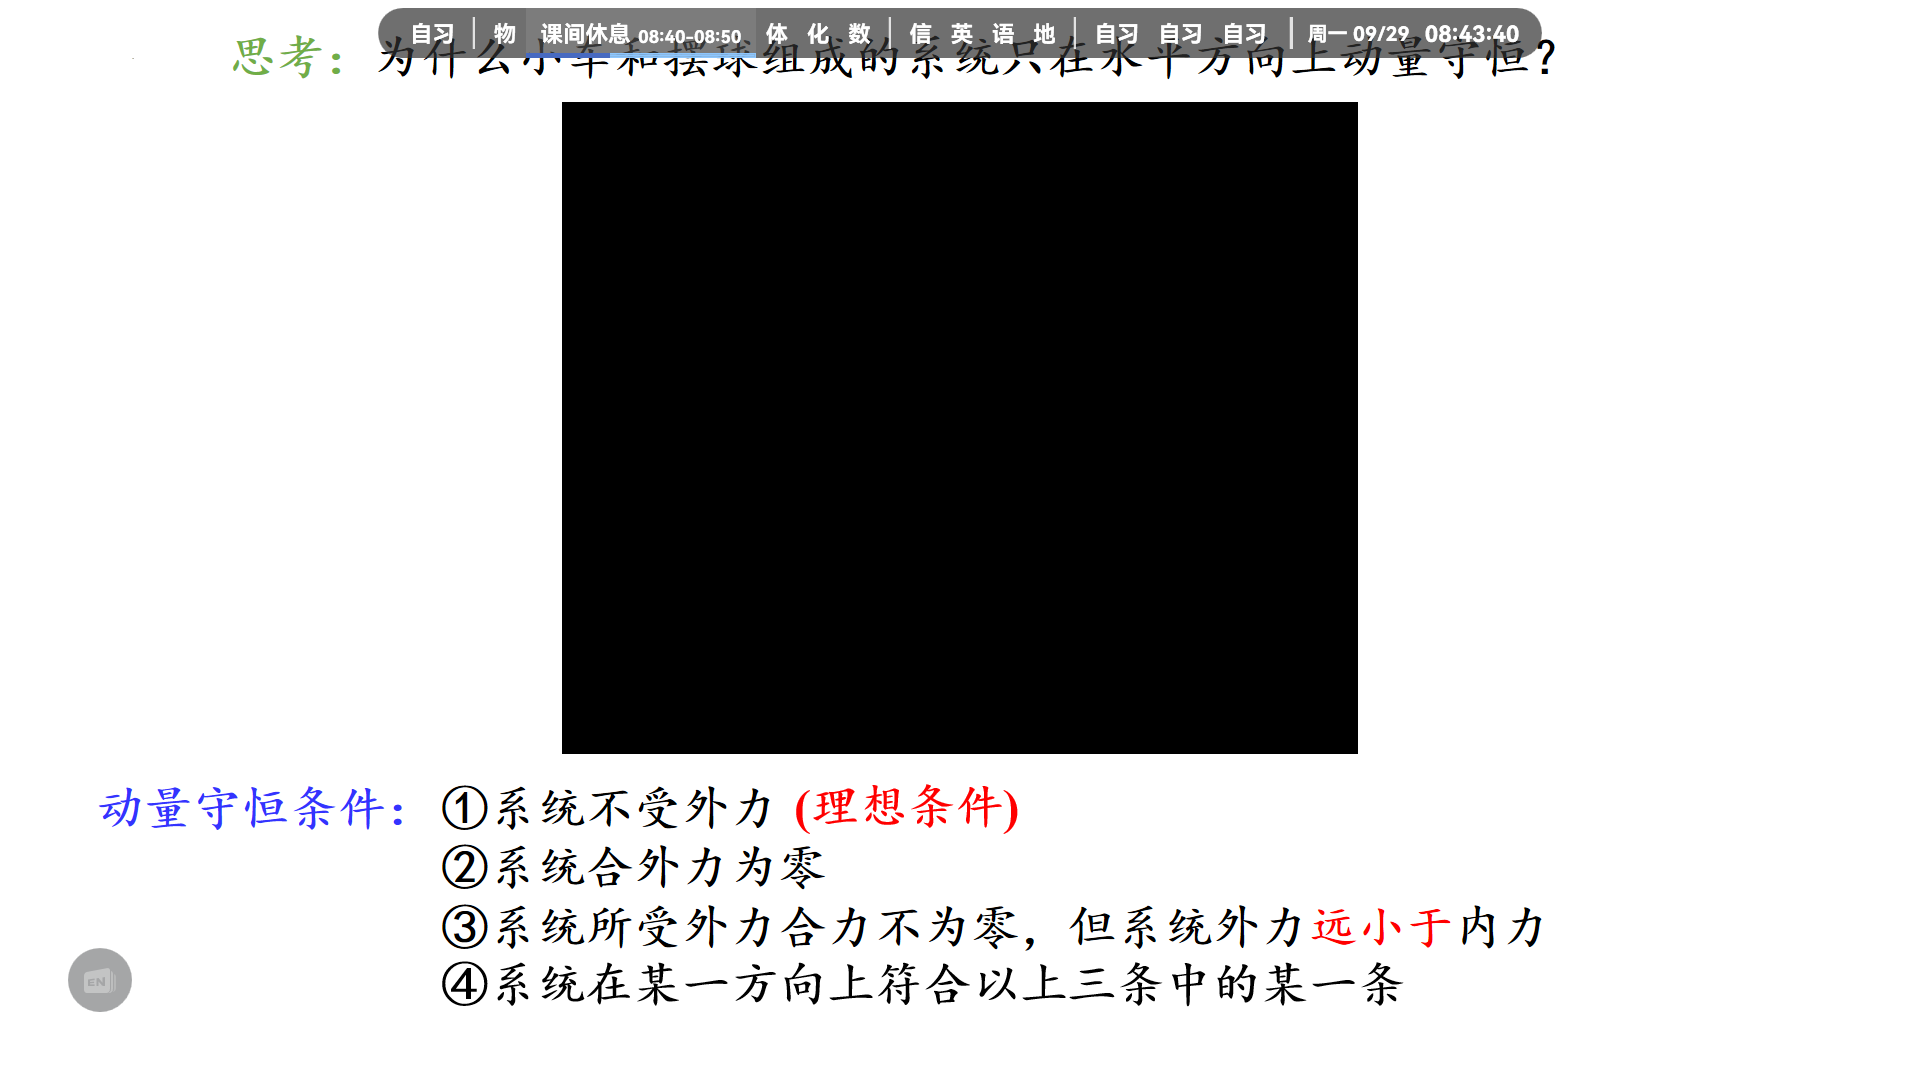 自习 物 课间休息 08:40-08:50 体 化 数 信 英 语 地 自习 自习 自习 周一 09/29 08:43:40
思考：为什么小车和摆球组成的系统只在水平方向上动量守恒？
动量守恒条件：①系统不受外力 (理想条件)
②系统合外力为零
③系统所受外力合力不为零，但系统外力远小于内力
④系统在某一方向上符合以上三条中的某一条
EN